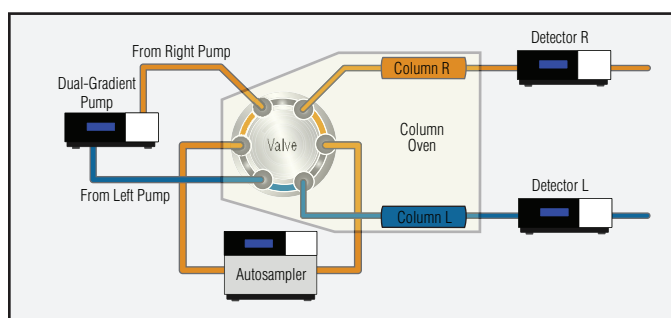 From Right Pump
Dual-Gradient
Pump
Column R
Detector R
Valve
Column
Oven
From Left Pump
Column L
Detector L
Autosampler